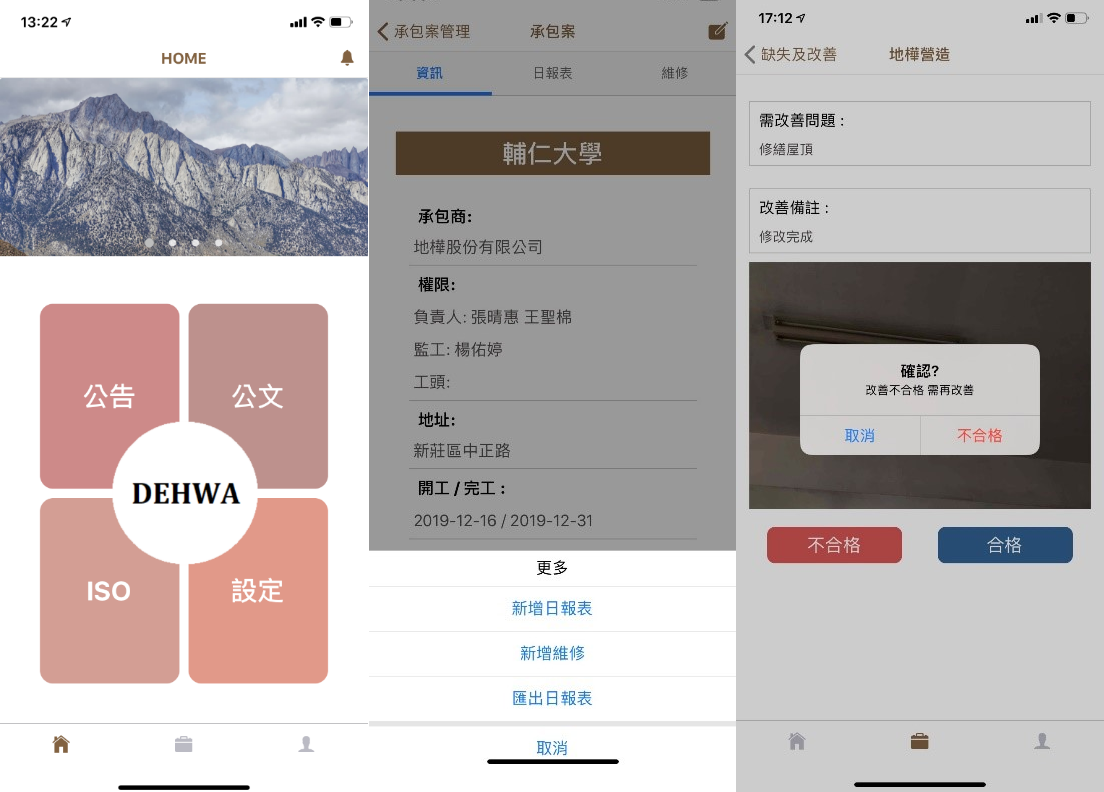 13:22
HOME
公告
公文
DEHWA
ISO
設定
承包案管理
承包案
資訊
日報表
維修
輔仁大學
承包商:
地樺股份有限公司
權限:
負責人: 張晴惠 王聖棉
監工: 楊佑婷
工頭:
地址:
新莊區中正路
開工 / 完工 :
2019-12-16 / 2019-12-31
更多
新增日報表
新增維修
匯出日報表
取消
17:12
缺失及改善
地樺營造
需改善問題 :
修繕屋頂
改善備註 :
修改完成
確認?
改善不合格 需再改善
取消
不合格
不合格
合格